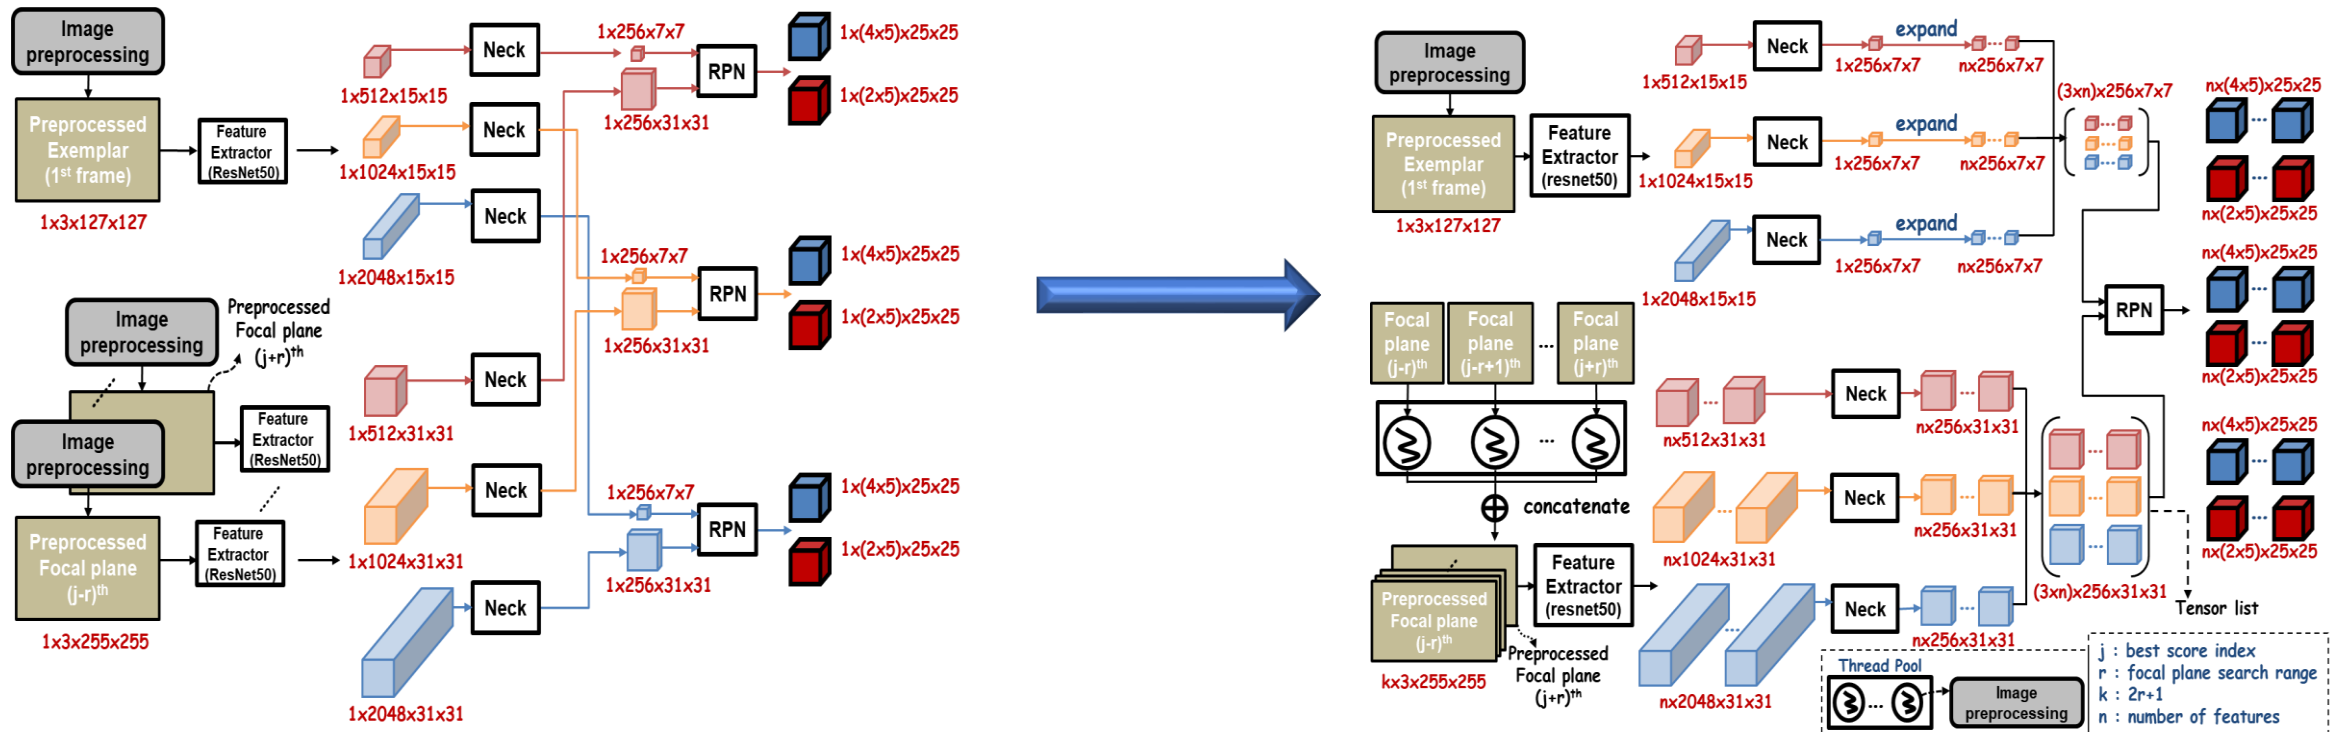 Image
preprocessing
Preprocessed
Exemplar
(1st frame)
1x3x127x127
Feature
Extractor
(ResNet50)
1x512x15x15
1x1024x15x15
1x2048x15x15
Neck
Neck
Neck
1x256x7x7
1x256x31x31
RPN
1x(4x5)x25x25
1x(2x5)x25x25
1x256x7x7
1x256x31x31
RPN
1x(4x5)x25x25
1x(2x5)x25x25
1x256x7x7
1x256x31x31
RPN
1x(4x5)x25x25
1x(2x5)x25x25
Image
preprocessing
Preprocessed
Focal plane
(j+r)th
Image
preprocessing
Feature
Extractor
(ResNet50)
Preprocessed
Focal plane
(j-r)th
1x3x255x255
Feature
Extractor
(ResNet50)
1x512x31x31
1x1024x31x31
1x2048x31x31
Neck
Neck
Neck
Image
preprocessing
Preprocessed
Exemplar
(1st frame)
1x3x127x127
Feature
Extractor
(resnet50)
1x512x15x15
1x1024x15x15
1x2048x15x15
Neck
Neck
Neck
1x256x7x7
expand
nx256x7x7
1x256x7x7
expand
nx256x7x7
1x256x7x7
expand
nx256x7x7
(3xn)x256x7x7
Focal
plane
(j-r)th
Focal
plane
(j-r+1)th
...
Focal
plane
(j+r)th
...
concatenate
Preprocessed
Focal plane
(j-r)th
kx3x255x255
Preprocessed
Focal plane
(j+r)th
Feature
Extractor
(resnet50)
nx512x31x31
nx1024x31x31
nx2048x31x31
Neck
Neck
Neck
nx256x31x31
nx256x31x31
nx256x31x31
(3xn)x256x31x31
Tensor list
RPN
nx(4x5)x25x25
nx(2x5)x25x25
nx(4x5)x25x25
nx(2x5)x25x25
nx(4x5)x25x25
nx(2x5)x25x25
Thread Pool
...
Image
preprocessing
j : best score index
r : focal plane search range
k : 2r+1
n : number of features